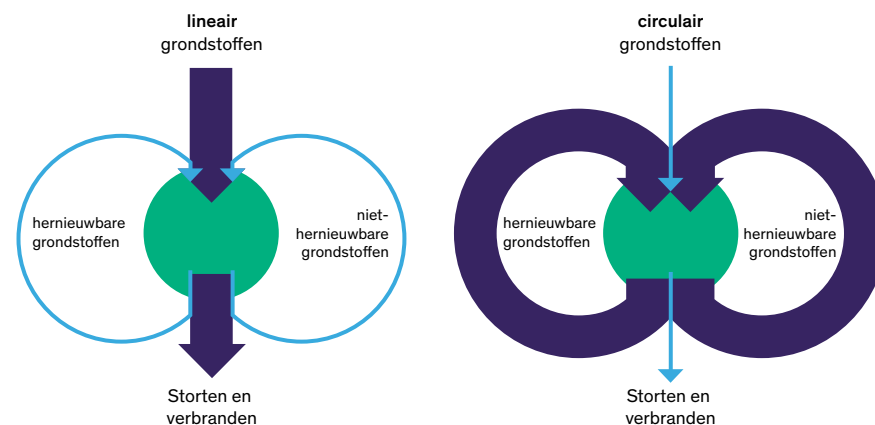 lineair
grondstoffen
hernieuwbare
grondstoffen
niet-
hernieuwbare
grondstoffen
Storten en
verbranden
circulair
grondstoffen
hernieuwbare
grondstoffen
niet-
hernieuwbare
grondstoffen
Storten en
verbranden